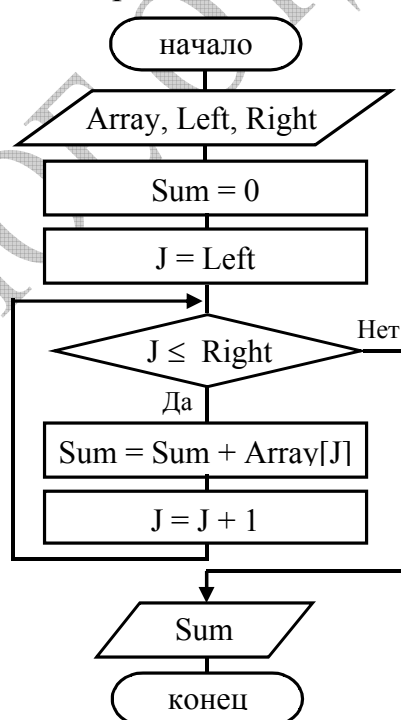 начало
Array, Left, Right
Sum = 0
J = Left
J ≤ Right
Нет
Да
Sum = Sum + Array[J]
J = J + 1
Sum
конец